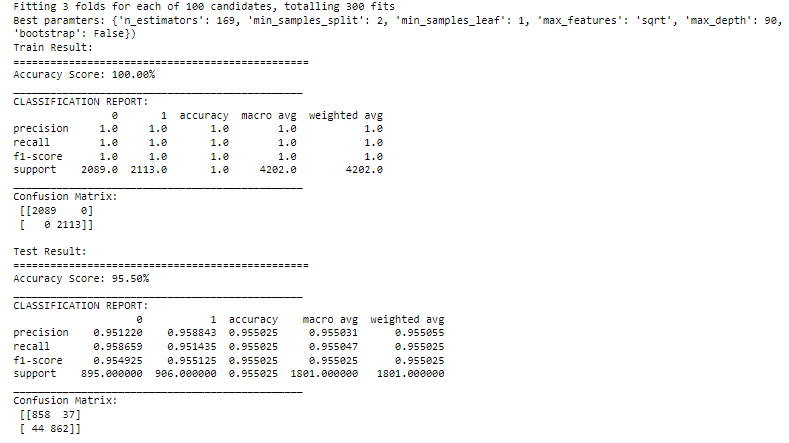 Fitting 3 folds for each of 100 candidates, totalling 300 fits
Best paramters: {'n_estimators': 169, 'min_samples_split': 2, 'min_samples_leaf': 1, 'max_features': 'sqrt', 'max_depth': 90,
'bootstrap': False})
Train Result:
================================================
Accuracy Score: 100.00%
_______________________________________________
CLASSIFICATION REPORT:
                0       1  accuracy  macro avg  weighted avg
precision     1.0     1.0       1.0        1.0           1.0
recall        1.0     1.0       1.0        1.0           1.0
f1-score      1.0     1.0       1.0        1.0           1.0
support    2089.0  2113.0       1.0     4202.0        4202.0
_______________________________________________
Confusion Matrix:
 [[2089    0]
 [   0 2113]]

Test Result:
================================================
Accuracy Score: 95.50%
_______________________________________________
CLASSIFICATION REPORT:
                    0           1  accuracy    macro avg  weighted avg
precision    0.951220    0.958843  0.955025     0.955031      0.955055
recall       0.958659    0.951435  0.955025     0.955047      0.955025
f1-score     0.954925    0.955125  0.955025     0.955025      0.955025
support    895.000000  906.000000  0.955025  1801.000000   1801.000000
_______________________________________________
Confusion Matrix:
 [[858  37]
 [ 44 862]]